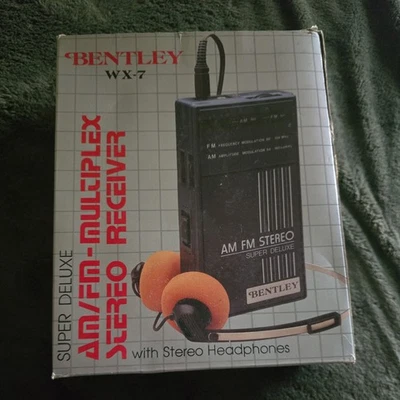 BENTLEY
WX-7
SUPER DELUXE
AM/FM-MULTIPLEX
STEREO RECEIVER
FM
AM
AM FM STEREO
SUPER DELUXE
BENTLEY
with Stereo Headphones